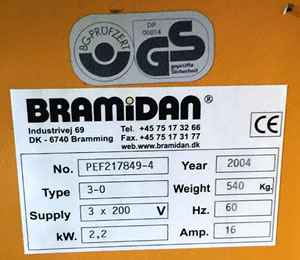 BG-PRÜFZERT
DP
00014
GS
geprüfte
Sicherheit
BRAMIDAN®
Industrivej 69 Tel. +45 75 17 32 66
DK - 6740 Bramming Fax. +45 75 17 31 77
web.www.bramidan.dk
CE
No. PEF217849-4 Year 2004
Type 3-0 Weight 540 Kg.
Supply 3 x 200 V Hz. 60
kW. 2,2 Amp. 16